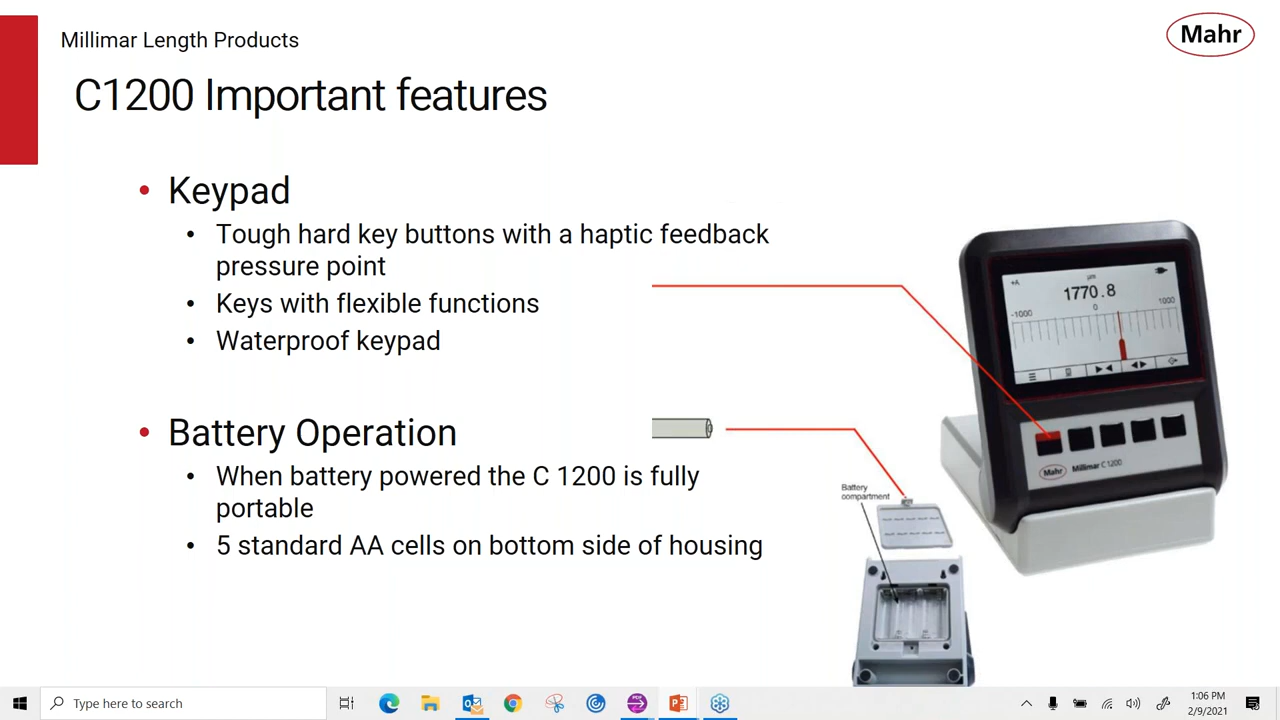 Millimar Length Products
Mahr
C1200 Important features
• Keypad
• Tough hard key buttons with a haptic feedback
pressure point
• Keys with flexible functions
• Waterproof keypad
• Battery Operation
• When battery powered the C 1200 is fully
portable
• 5 standard AA cells on bottom side of housing
+A
µm
1770.8
-1000
0
1000
Mahr Millimar C 1200
Battery
compartment
Type here to search
1:06 PM
2/9/2021